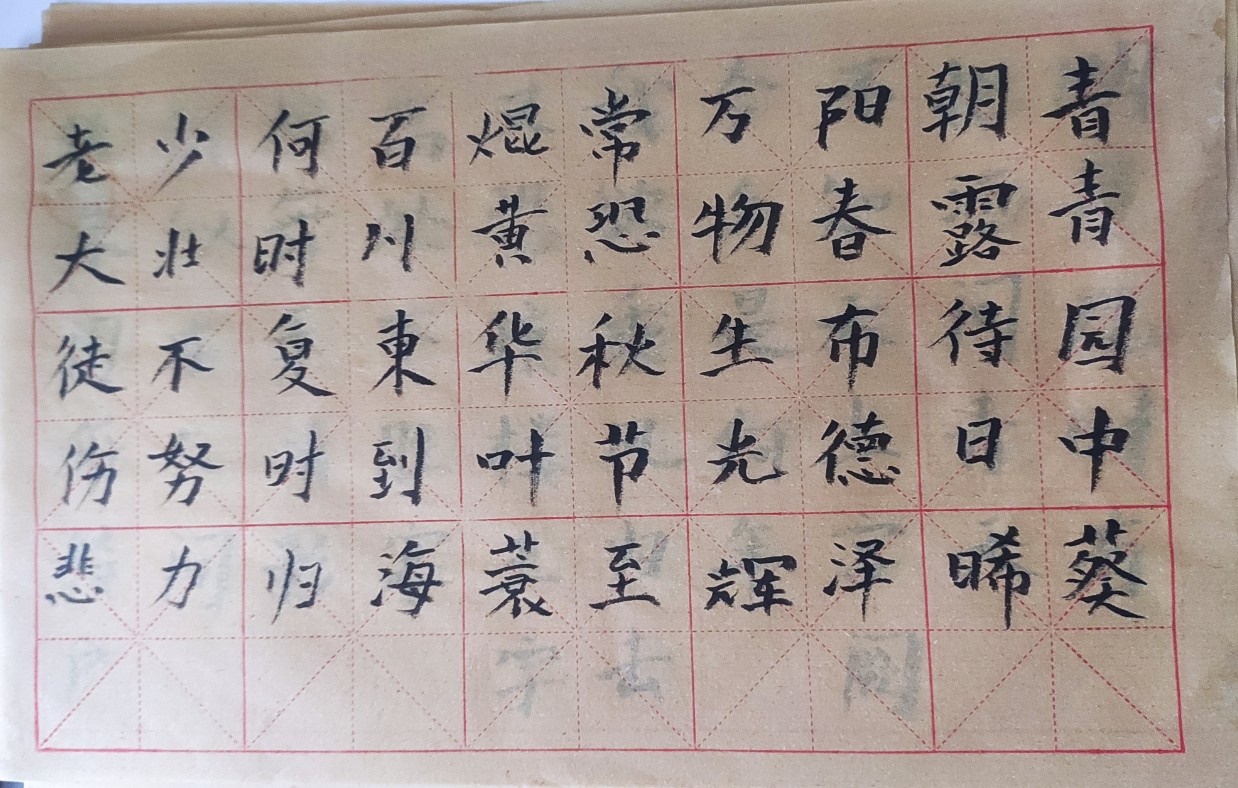 青青园中葵
朝露待日晞
阳春布德泽
万物生光辉
常恐秋节至
焜黄华叶蓑
百川東到海
何时复时归
少壮不努力
老大徒伤悲